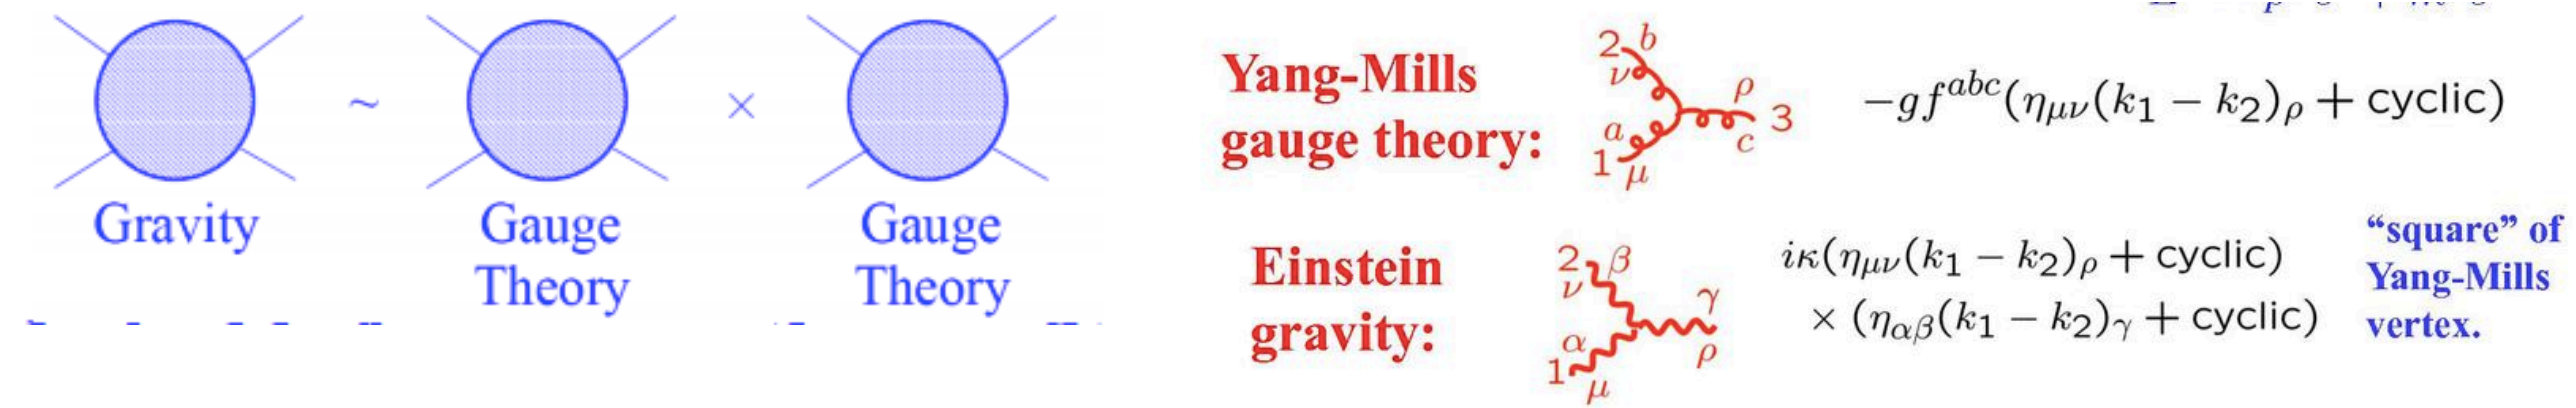 ~ ×
Gravity Gauge Theory Gauge Theory
Yang-Mills
gauge theory:
2 b
ν
a
1 μ
ρ
3
c
-gf^{abc}(η_{μν}(k_1 - k_2)_ρ + cyclic)
Einstein
gravity:
2 β
ν
α
1 μ
γ
ρ
iκ(η_{μν}(k_1 - k_2)_ρ + cyclic)
× (η_{αβ}(k_1 - k_2)_γ + cyclic)
“square” of
Yang-Mills
vertex.